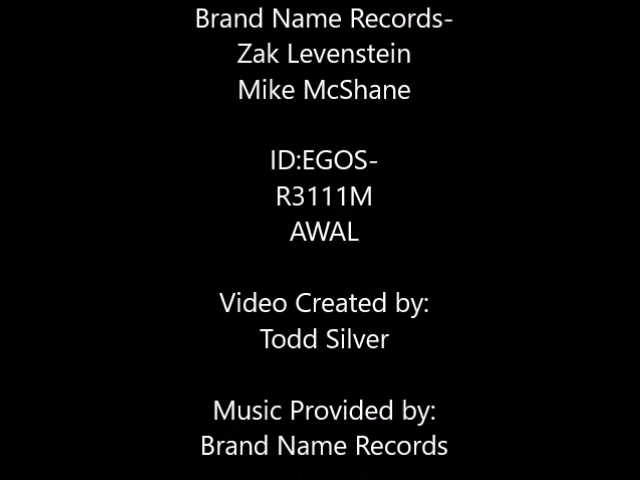 Brand Name Records-
Zak Levenstein
Mike McShane
ID:EGOS-
R3111M
AWAL
Video Created by:
Todd Silver
Music Provided by:
Brand Name Records